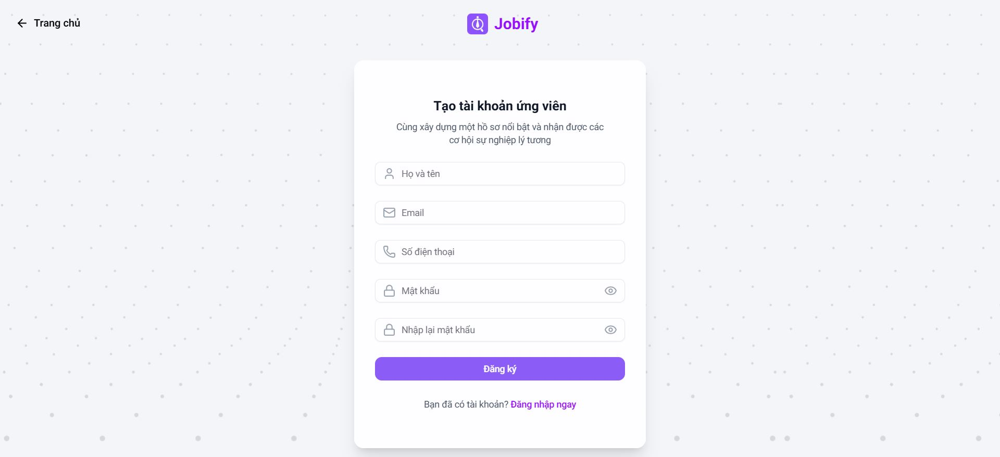 Trang chủ
Jobify
Tạo tài khoản ứng viên
Cùng xây dựng một hồ sơ nổi bật và nhận được các
cơ hội sự nghiệp lý tương
Họ và tên
Email
Số điện thoại
Mật khẩu
Nhập lại mật khẩu
Đăng ký
Bạn đã có tài khoản? Đăng nhập ngay